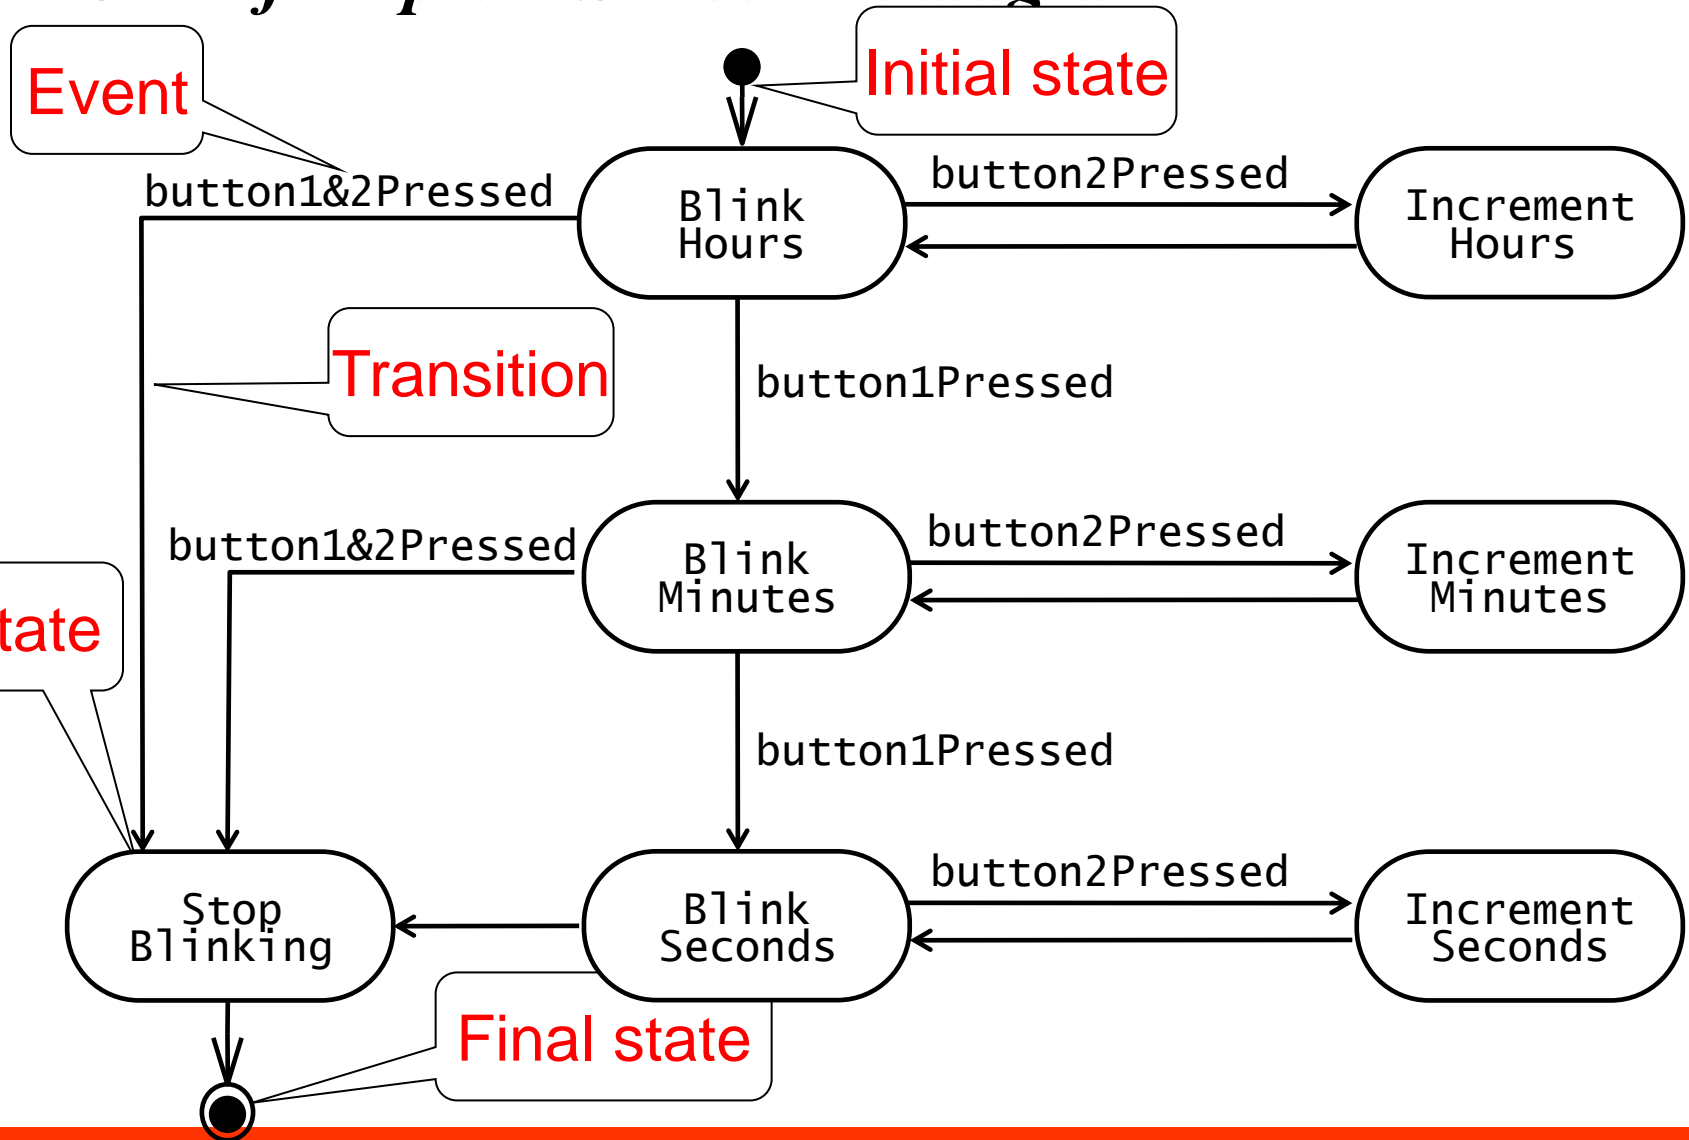 Initial state
Event
button2Pressed
button1&2Pressed
Blink
Hours
Increment
Hours
Transition
button1Pressed
button2Pressed
button1&2Pressed
Blink
Minutes
Increment
Minutes
tate
button1Pressed
button2Pressed
Stop
Blinking
Blink
Seconds
Increment
Seconds
Final state